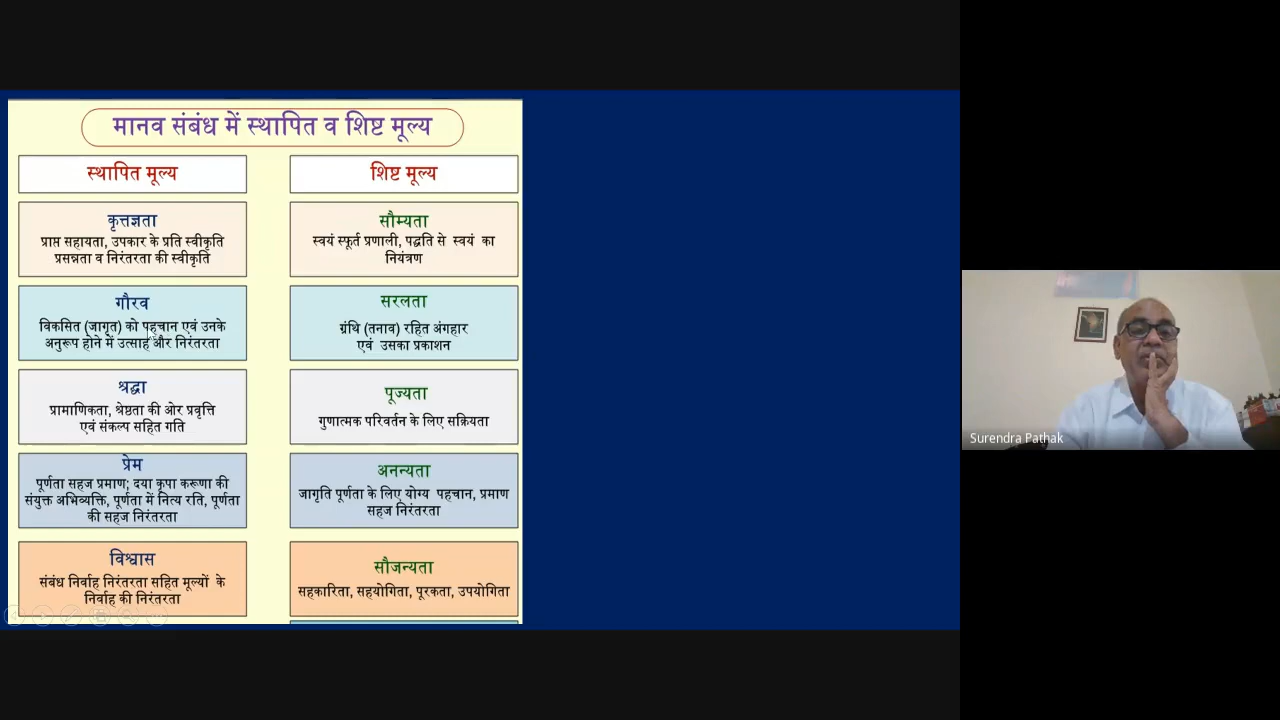 मानव संबंध में स्थापित व शिष्ट मूल्य
स्थापित मूल्य
शिष्ट मूल्य
कृत्तज्ञता
प्राप्त सहायता, उपकार के प्रति स्वीकृति
प्रसन्नता व निरंतरता की स्वीकृति
सौम्यता
स्वयं स्फूर्त प्रणाली, पद्धति से स्वयं का
नियंत्रण
गौरव
विकसित (जागृत) को पहचान एवं उनके
अनुरूप होने में उत्साह और निरंतरता
सरलता
ग्रंथि (तनाव) रहित अंगहार
एवं उसका प्रकाशन
श्रद्धा
प्रामाणिकता, श्रेष्ठता की ओर प्रवृत्ति
एवं संकल्प सहित गति
पूज्यता
गुणात्मक परिवर्तन के लिए सक्रियता
प्रेम
पूर्णता सहज प्रमाण; दया कृपा करूणा की
संयुक्त अभिव्यक्ति, पूर्णता में नित्य रति, पूर्णता
की सहज निरंतरता
अनन्यता
जागृति पूर्णता के लिए योग्य पहचान, प्रमाण
सहज निरंतरता
विश्वास
संबंध निर्वाह निरंतरता सहित मूल्यों के
निर्वाह की निरंतरता
सौजन्यता
सहकारिता, सहयोगिता, पूरकता, उपयोगिता
Surendra Pathak